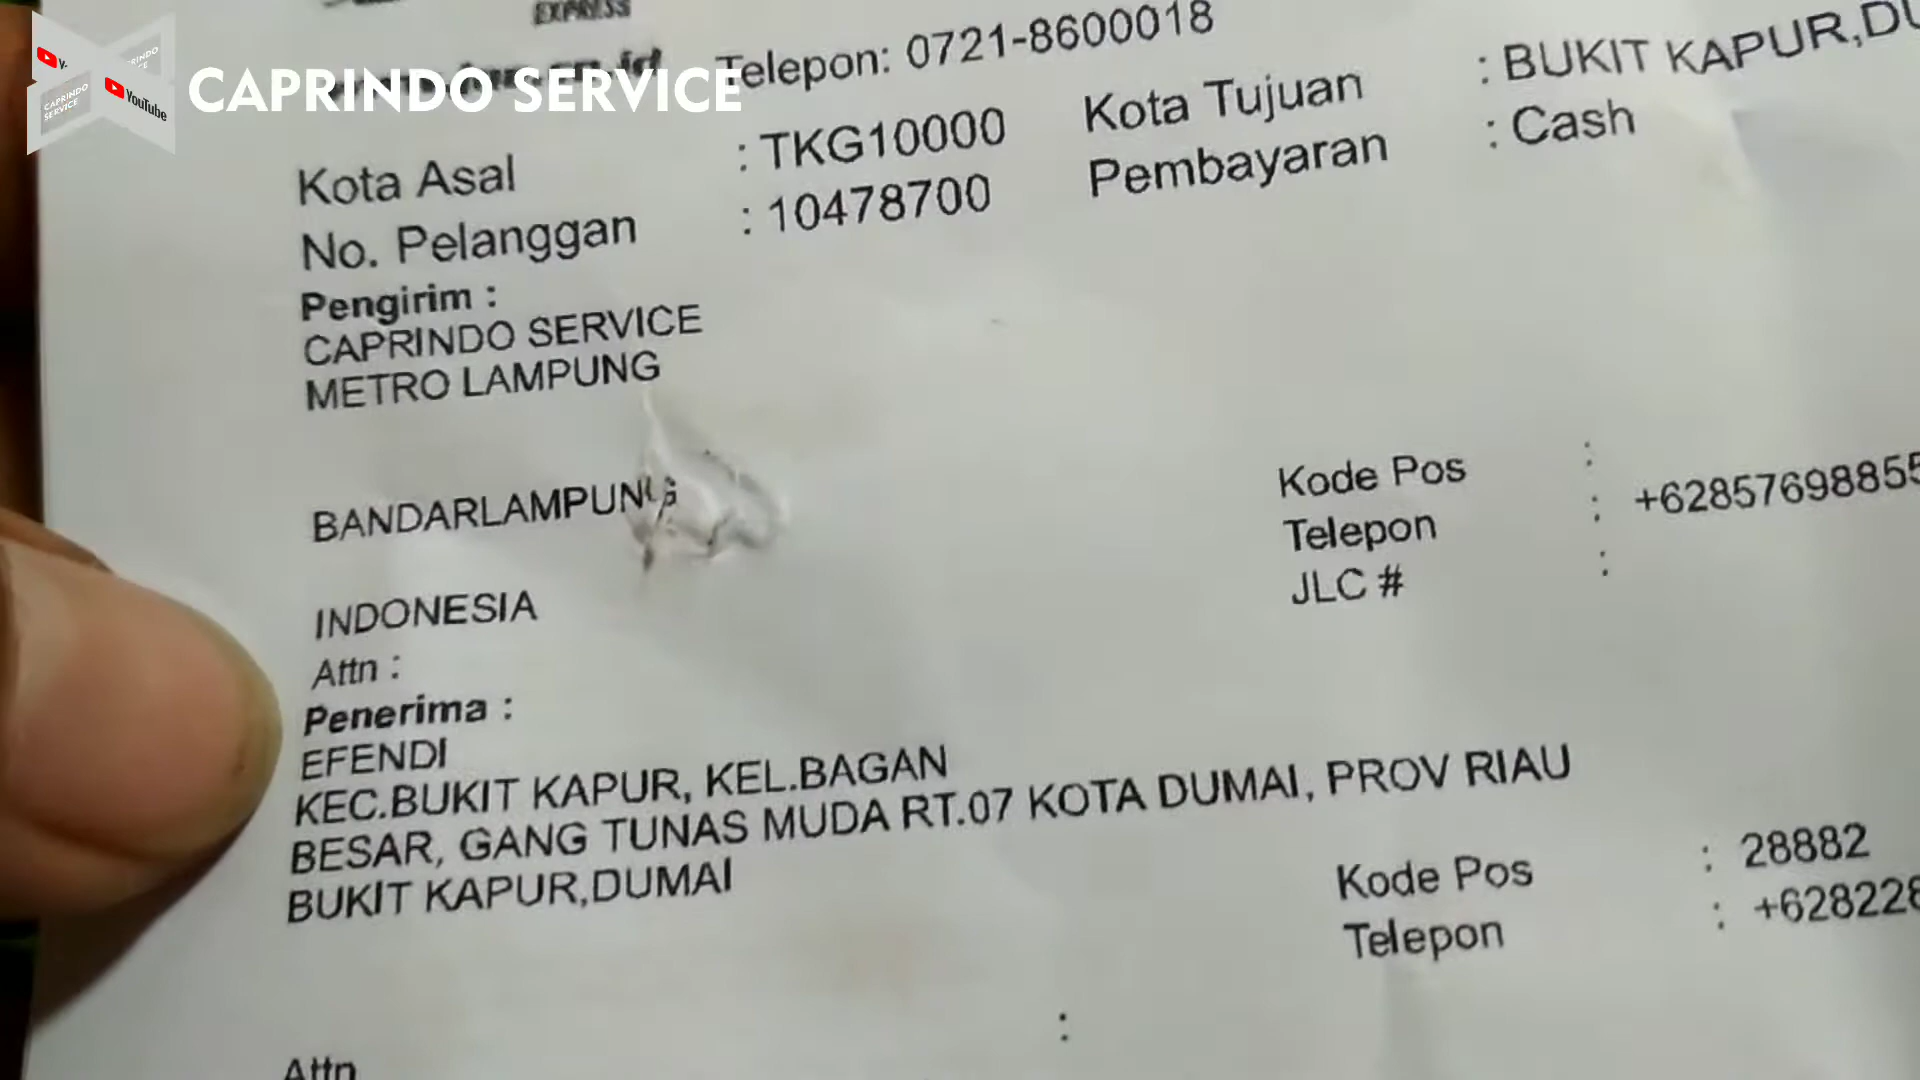 EXPRESS
CAPRINDO SERVICE
YouTube
CAPRINDO SERVICE
Telepon: 0721-8600018
Kota Asal : TKG10000 Kota Tujuan : BUKIT KAPUR,DU
No. Pelanggan : 10478700 Pembayaran : Cash
Pengirim :
CAPRINDO SERVICE
METRO LAMPUNG
BANDARLAMPUNG
Kode Pos :
Telepon : +62857698855
JLC # :
INDONESIA
Attn :
Penerima :
EFENDI
KEC.BUKIT KAPUR, KEL.BAGAN
BESAR, GANG TUNAS MUDA RT.07 KOTA DUMAI, PROV RIAU
BUKIT KAPUR,DUMAI
Kode Pos : 28882
Telepon : +628228
:
Attn